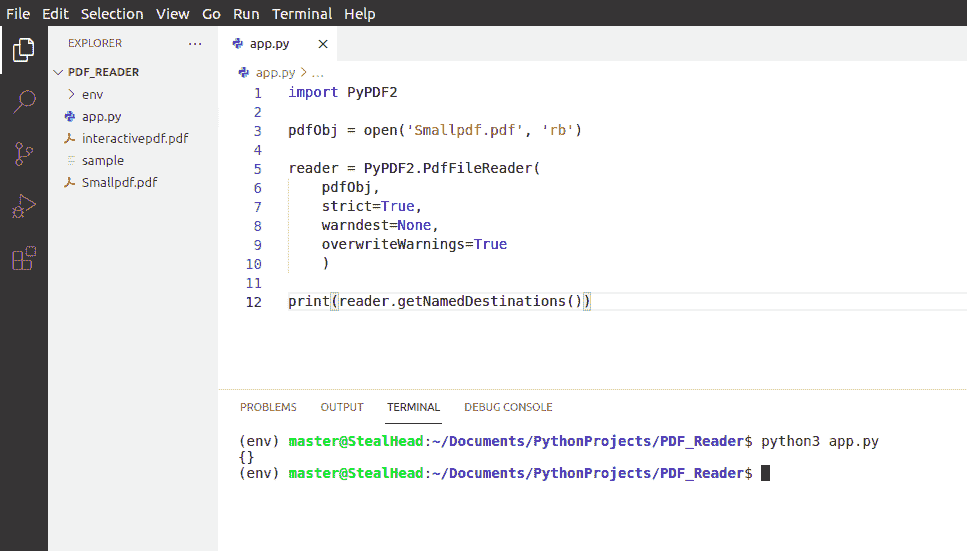 File Edit Selection View Go Run Terminal Help
EXPLORER ...
PDF_READER
env
app.py
interactivepdf.pdf
sample
Smallpdf.pdf
app.py ×
app.py > ...
1 import PyPDF2
2
3 pdfObj = open('Smallpdf.pdf', 'rb')
4
5 reader = PyPDF2.PdfFileReader(
6     pdfObj,
7     strict=True,
8     warndest=None,
9     overwriteWarnings=True
10     )
11
12 print(reader.getNamedDestinations())
PROBLEMS OUTPUT TERMINAL DEBUG CONSOLE
(env) master@StealHead:~/Documents/PythonProjects/PDF_Reader$ python3 app.py
{}
(env) master@StealHead:~/Documents/PythonProjects/PDF_Reader$